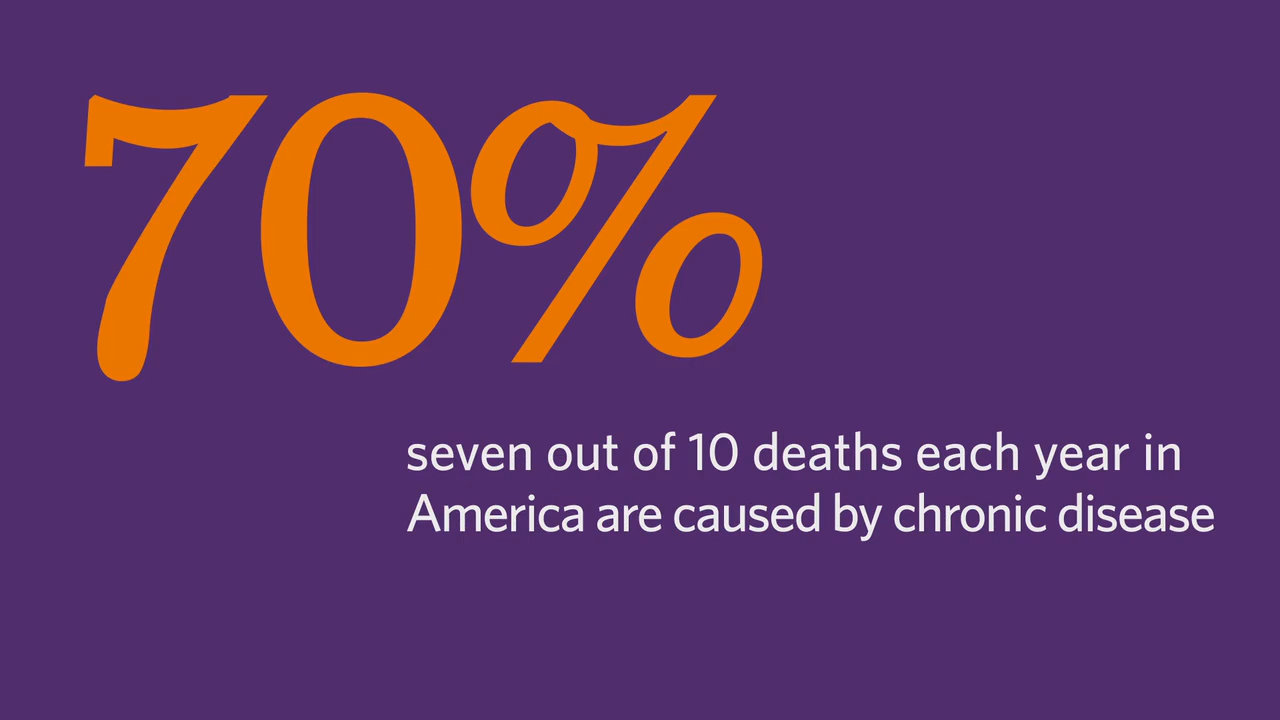 70%
seven out of 10 deaths each year in
America are caused by chronic disease